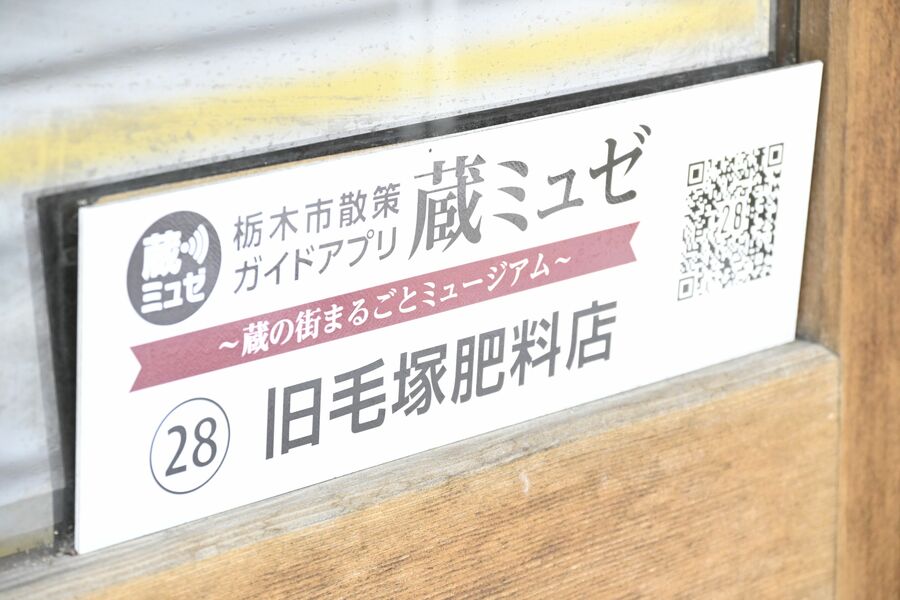 蔵
ミュゼ
栃木市散策
ガイドアプリ
蔵ミュゼ
～蔵の街まるごとミュージアム～
28
旧毛塚肥料店
28